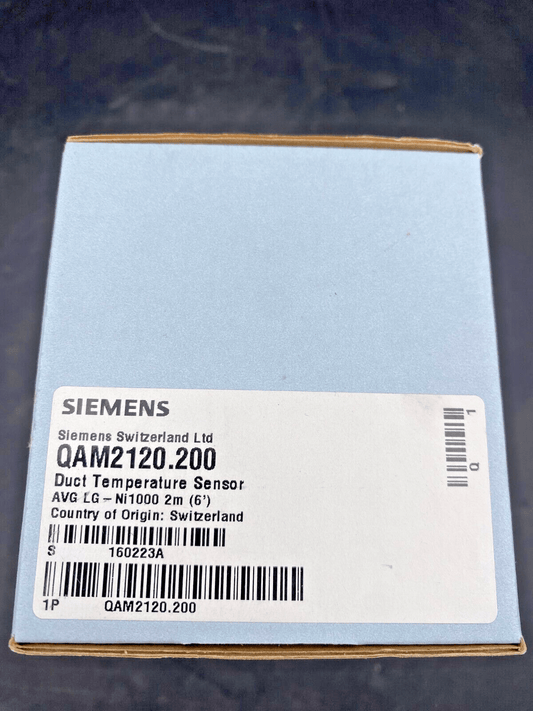 SIEMENS
Siemens Switzerland Ltd
QAM2120.200
Duct Temperature Sensor
AVG LG - Ni1000 2m (6')
Country of Origin: Switzerland
S 160223A
1P QAM2120.200
Q 1